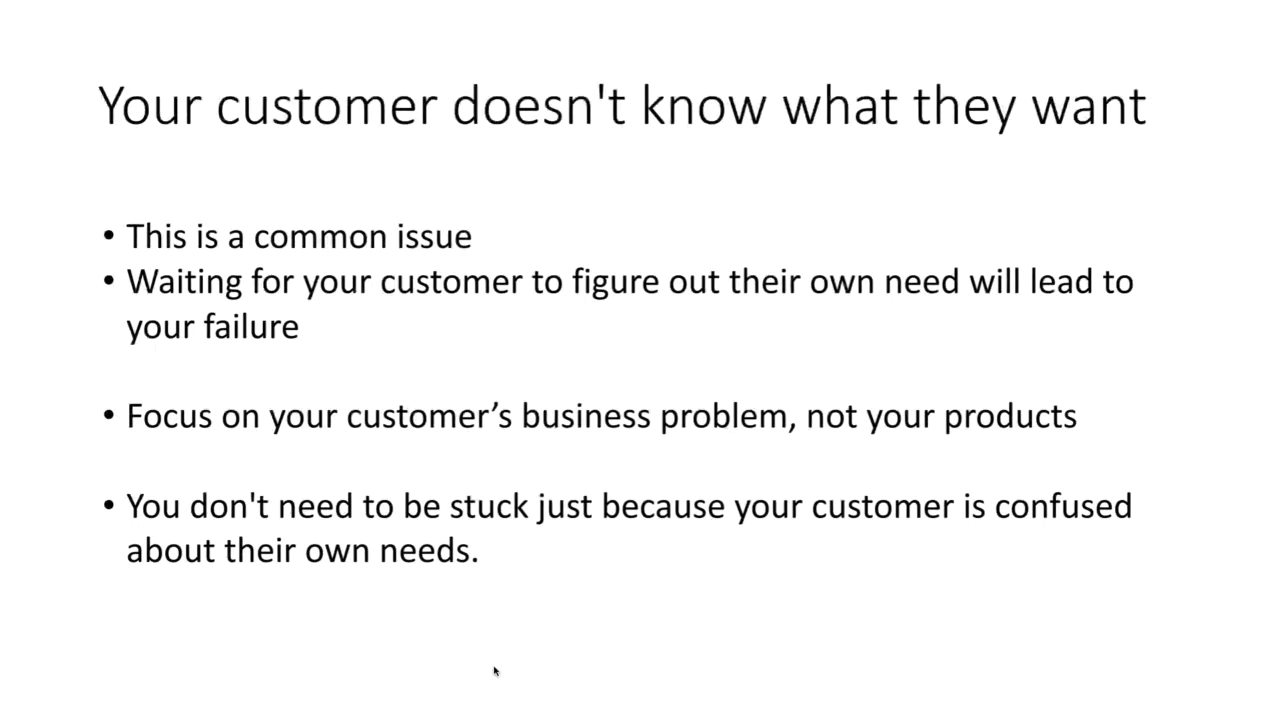 Your customer doesn't know what they want
• This is a common issue
• Waiting for your customer to figure out their own need will lead to
your failure
• Focus on your customer’s business problem, not your products
• You don't need to be stuck just because your customer is confused
about their own needs.